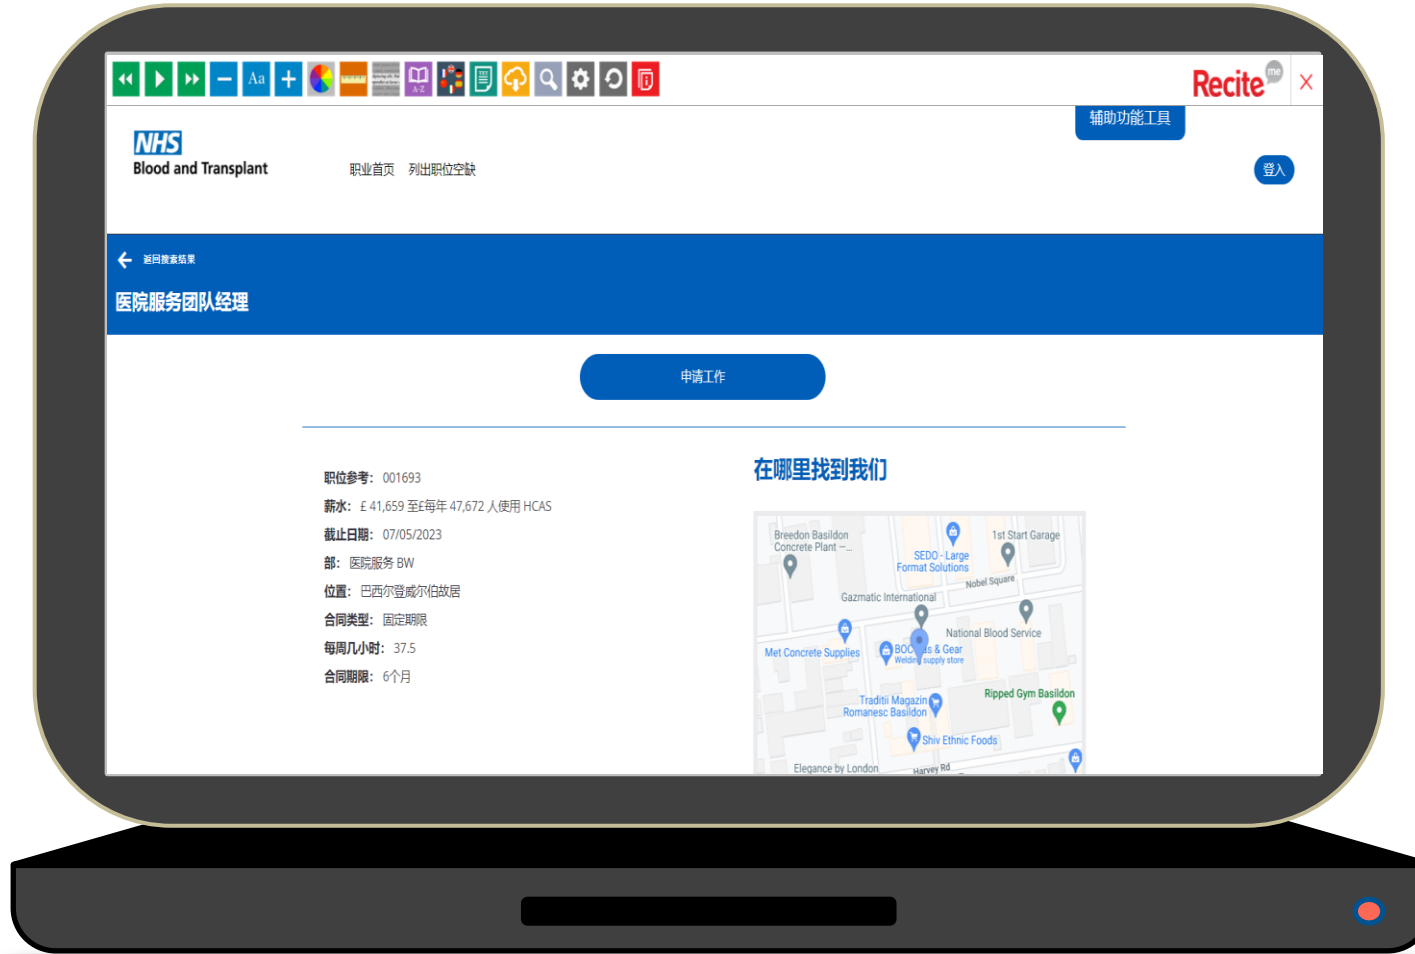 Aa
A-Z
Recite me
X
辅助功能工具
NHS
Blood and Transplant
职业首页 列出职位空缺
登入
返回搜索结果
医院服务团队经理
申请工作
职位参考： 001693
薪水： £ 41,659 至£每年 47,672 人使用 HCAS
截止日期： 07/05/2023
部： 医院服务 BW
位置： 巴西尔登威尔伯故居
合同类型： 固定期限
每周几小时： 37.5
合同期限： 6个月
在哪里找到我们
Breedon Basildon
Concrete Plant –...
SEDO - Large
Format Solutions
1st Start Garage
Nobel Square
Gazmatic International
National Blood Service
Met Concrete Supplies
BOC & Gear
Welding supply store
Traditii Magazin
Romanesc Basildon
Ripped Gym Basildon
Shiv Ethnic Foods
Elegance by London
Harvey Rd